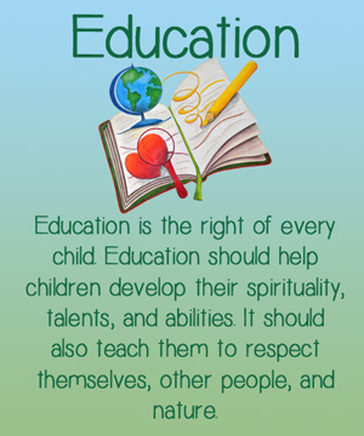 Education
Education is the right of every
child. Education should help
children develop their spirituality,
talents, and abilities. It should
also teach them to respect
themselves, other people, and
nature.